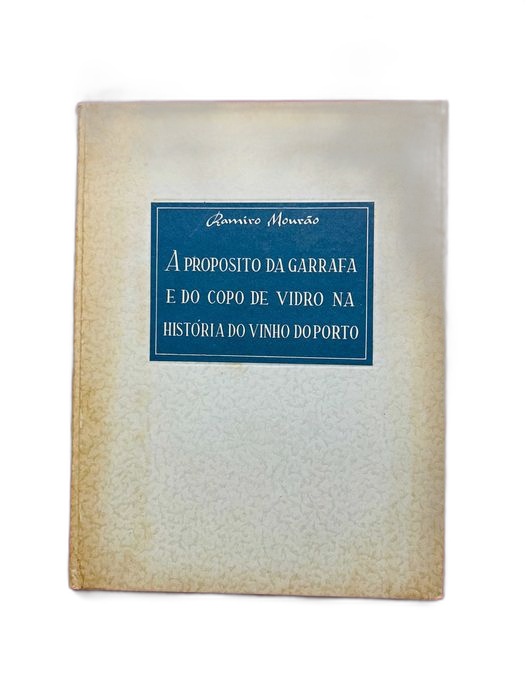 Ramiro Mourão
A PROPOSITO DA GARRAFA
E DO COPO DE VIDRO NA
HISTÓRIA DO VINHO DO PORTO